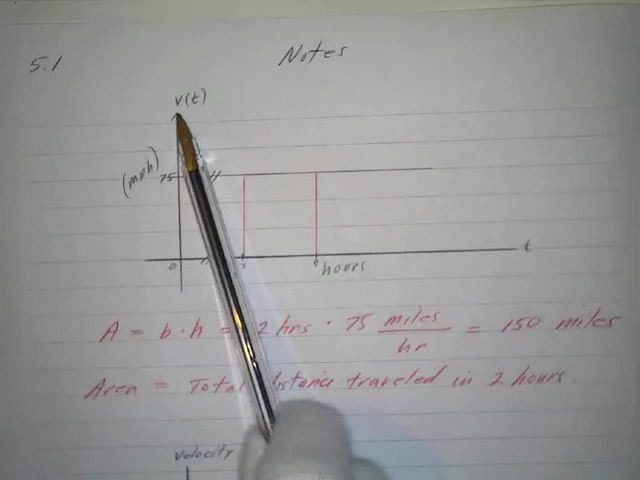 5.1 Notes
v(t)
(mph)
75
t
0
hours
A = b·h = 2 hrs · 75 miles/hr = 150 miles
Area = Total distance traveled in 2 hours.
velocity